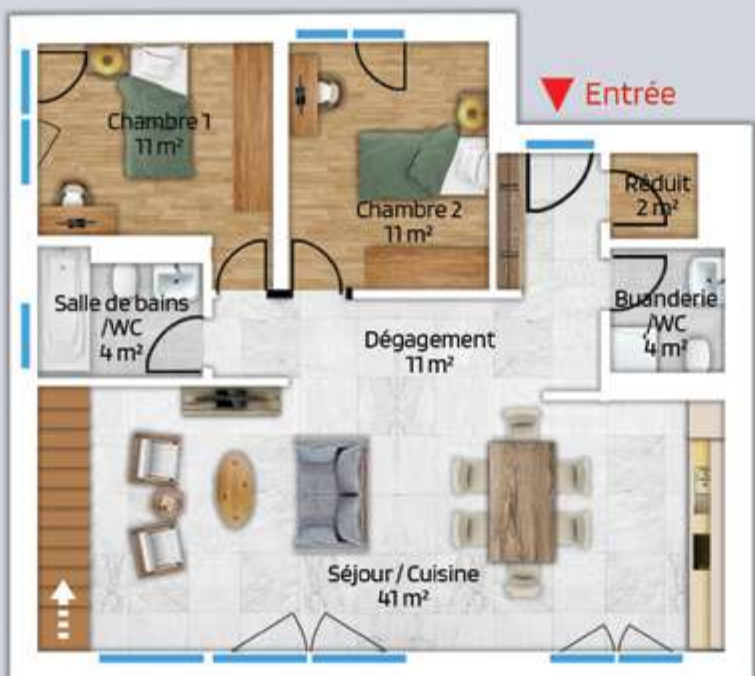 Entrée
Chambre 1
11 m²
Chambre 2
11 m²
Réduit
2 m²
Salle de bains
/WC
4 m²
Dégagement
11 m²
Buanderie
/WC
4 m²
Séjour / Cuisine
41 m²